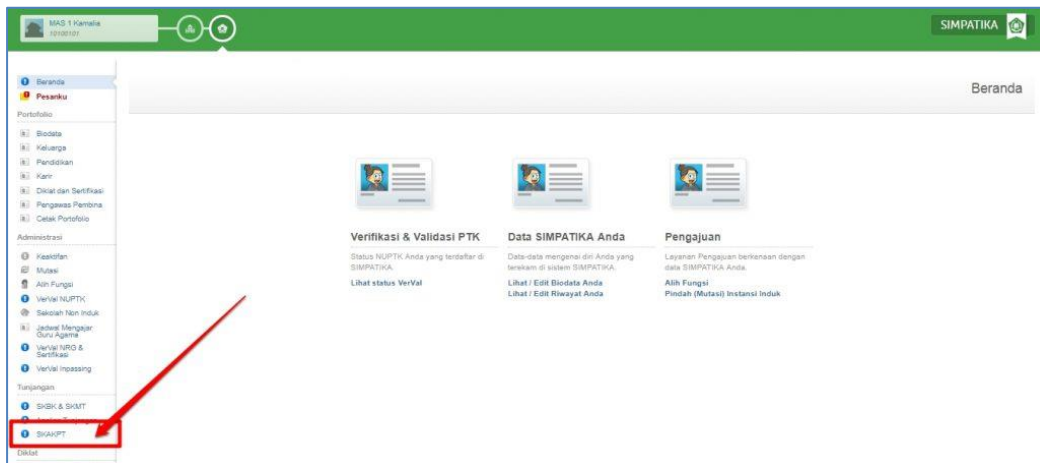 MAS 1 Kamelia
10100101
SIMPATIKA
Beranda
Beranda
Pesanku
Portofolio
Biodata
Keluarga
Pendidikan
Karir
Diklat dan Sertifikasi
Pengawas Pembina
Cetak Portofolio
Administrasi
Keaktifan
Mutasi
Alih Fungsi
VerVal NUPTK
Sekolah Non Induk
Jadwal Mengajar
Guru Agama
VerVal NRG &
Sertifikasi
VerVal Inpassing
Tunjangan
SKBK & SKMT
SKAKPT
Diklat
Verifikasi & Validasi PTK
Status NUPTK Anda yang terdaftar di
SIMPATIKA.
Lihat status VerVal
Data SIMPATIKA Anda
Data-data mengenai diri Anda yang
terekam di sistem SIMPATIKA.
Lihat / Edit Biodata Anda
Lihat / Edit Riwayat Anda
Pengajuan
Layanan Pengajuan berkenaan dengan
data SIMPATIKA Anda.
Alih Fungsi
Pindah (Mutasi) Instansi Induk